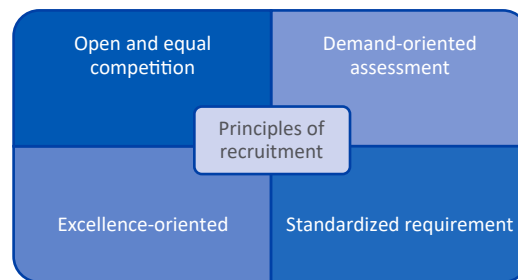 Open and equal
competition
Demand-oriented
assessment
Principles of
recruitment
Excellence-oriented
Standardized requirement